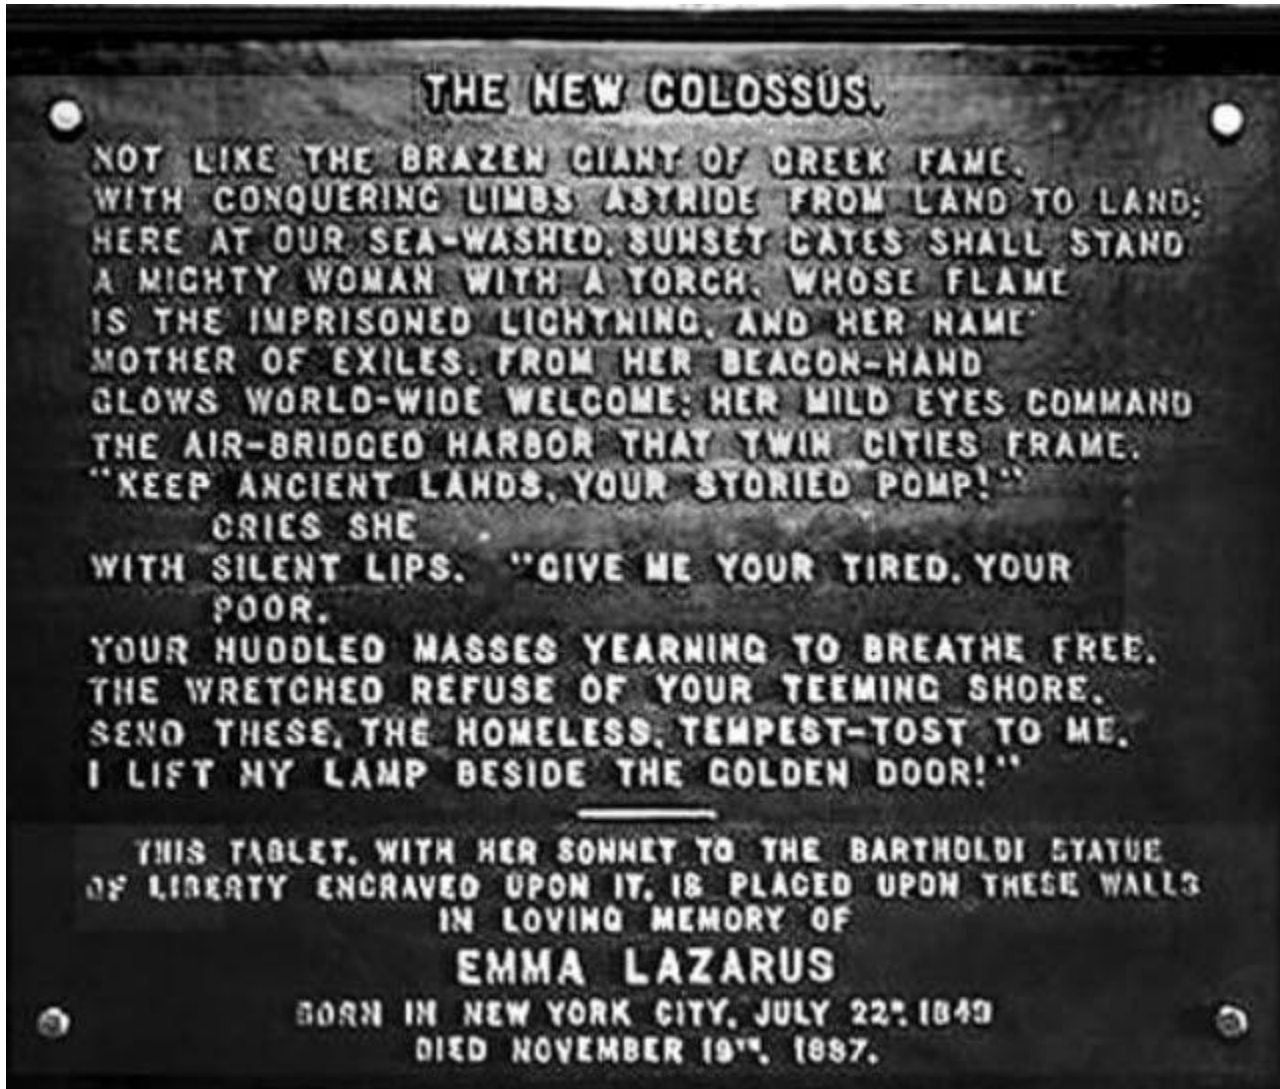 THE NEW COLOSSUS.
NOT LIKE THE BRAZEN GIANT OF GREEK FAME,
WITH CONQUERING LIMBS ASTRIDE FROM LAND TO LAND;
HERE AT OUR SEA-WASHED, SUNSET GATES SHALL STAND
A MIGHTY WOMAN WITH A TORCH, WHOSE FLAME
IS THE IMPRISONED LIGHTNING, AND HER NAME
MOTHER OF EXILES. FROM HER BEACON-HAND
GLOWS WORLD-WIDE WELCOME; HER MILD EYES COMMAND
THE AIR-BRIDGED HARBOR THAT TWIN CITIES FRAME.
"KEEP ANCIENT LANDS, YOUR STORIED POMP!"
CRIES SHE
WITH SILENT LIPS. "GIVE ME YOUR TIRED, YOUR
POOR,
YOUR HUDDLED MASSES YEARNING TO BREATHE FREE,
THE WRETCHED REFUSE OF YOUR TEEMING SHORE,
SEND THESE, THE HOMELESS, TEMPEST-TOST TO ME,
I LIFT MY LAMP BESIDE THE GOLDEN DOOR!"
THIS TABLET, WITH HER SONNET TO THE BARTHOLDI STATUE
OF LIBERTY ENGRAVED UPON IT, IS PLACED UPON THESE WALLS
IN LOVING MEMORY OF
EMMA LAZARUS
BORN IN NEW YORK CITY, JULY 22ᴰ, 1849
DIED NOVEMBER 19ᵀᴴ, 1887.